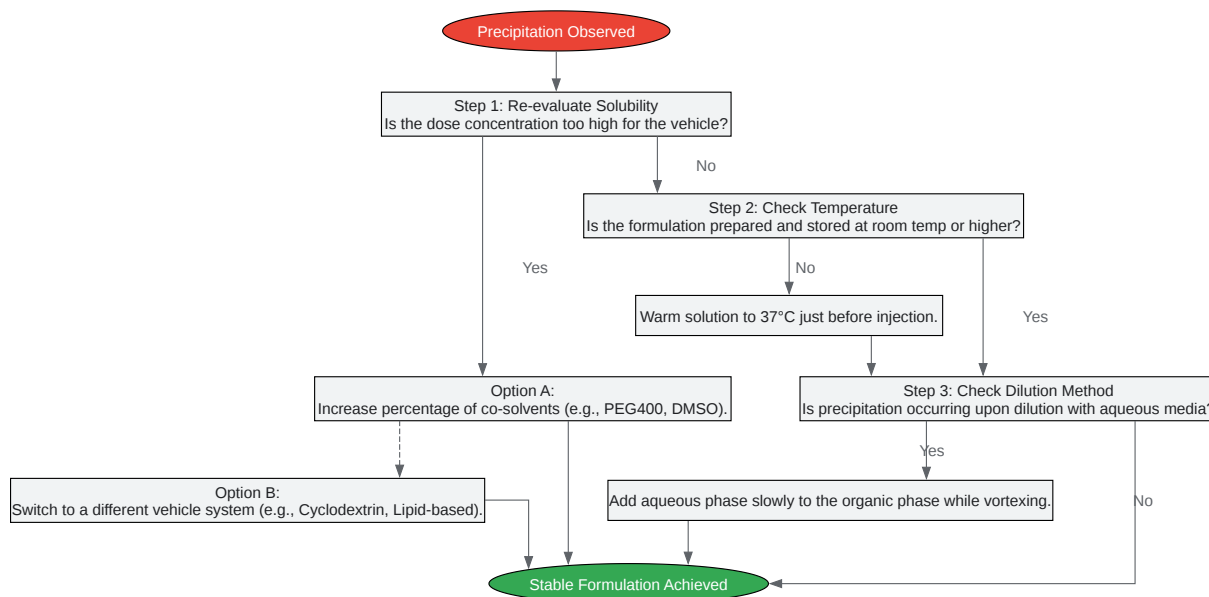 Precipitation Observed
Step 1: Re-evaluate Solubility
Is the dose concentration too high for the vehicle?
No
Step 2: Check Temperature
Is the formulation prepared and stored at room temp or higher?
Yes
No
Warm solution to 37°C just before injection.
Yes
Option A:
Increase percentage of co-solvents (e.g., PEG400, DMSO).
Step 3: Check Dilution Method
Is precipitation occurring upon dilution with aqueous media?
Yes
Option B:
Switch to a different vehicle system (e.g., Cyclodextrin, Lipid-based).
Add aqueous phase slowly to the organic phase while vortexing.
No
Stable Formulation Achieved